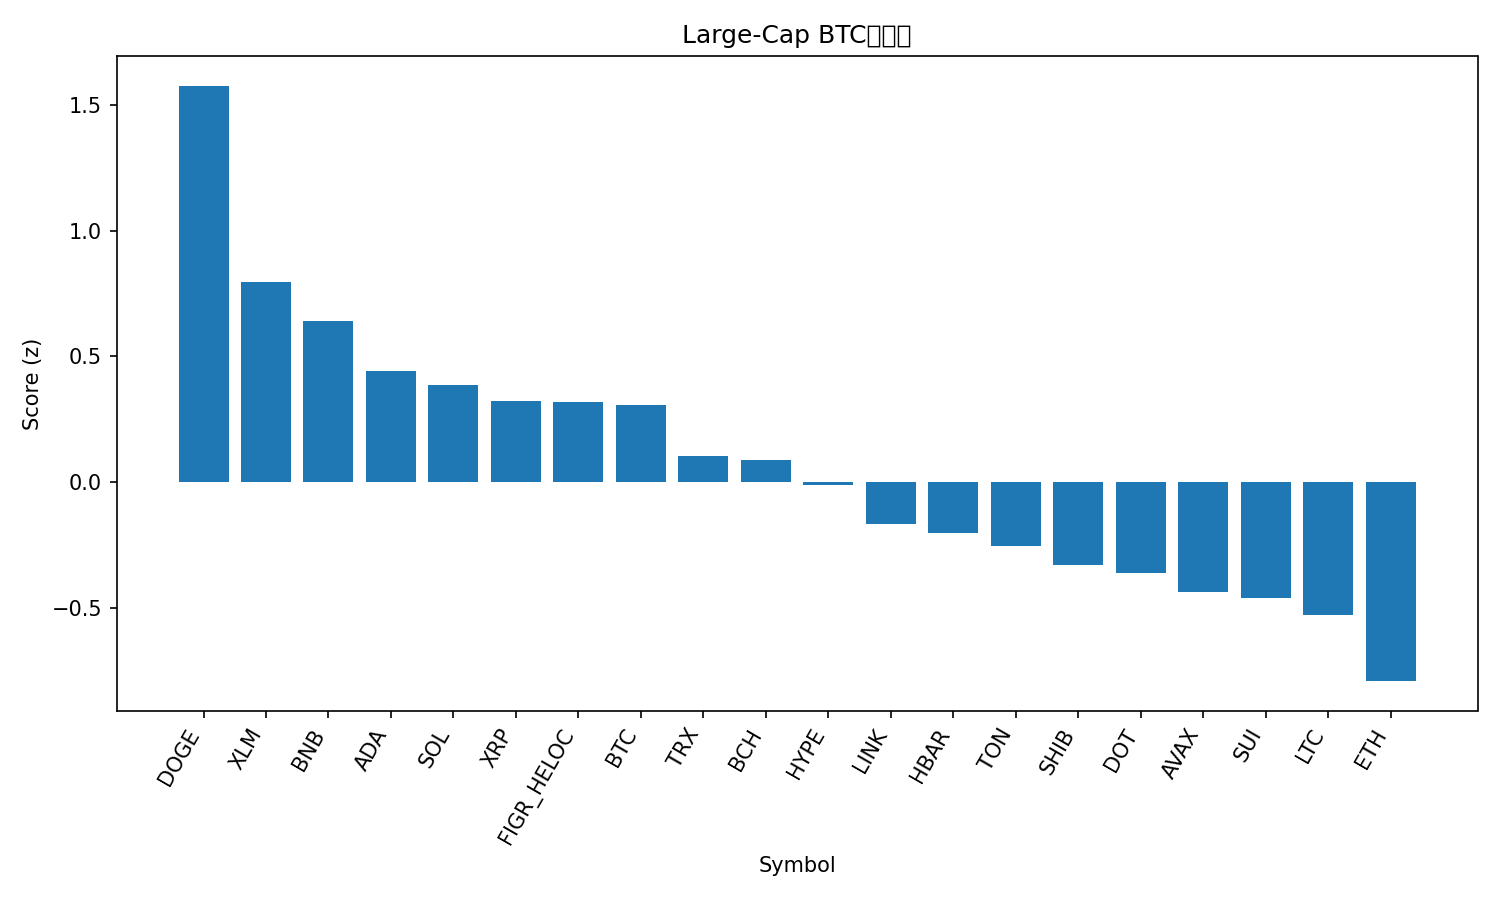 Large-Cap BTC
Score (z)
1.5
1.0
0.5
0.0
−0.5
DOGE
XLM
BNB
ADA
SOL
XRP
FIGR_HELOC
BTC
TRX
BCH
HYPE
LINK
HBAR
TON
SHIB
DOT
AVAX
SUI
LTC
ETH
Symbol